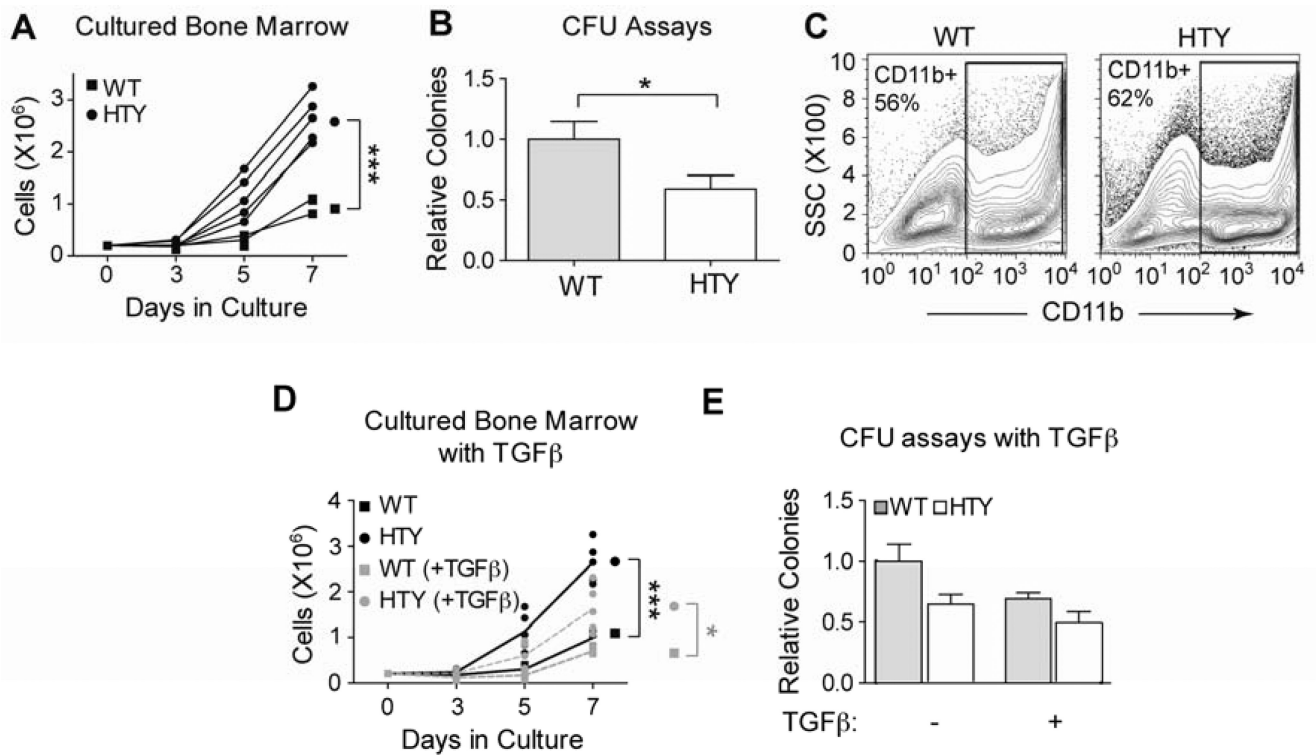 A
Cultured Bone Marrow
WT
HTY
Cells (X10⁶)
3
2
1
0
***
0 3 5 7
Days in Culture
B
CFU Assays
Relative Colonies
1.5
1.0
0.5
0.0
*
WT HTY
C
WT HTY
SSC (X100)
10
8
6
4
2
0
CD11b+
56%
CD11b+
62%
10⁰ 10¹ 10² 10³ 10⁴
10⁰ 10¹ 10² 10³ 10⁴
CD11b
D
Cultured Bone Marrow
with TGFβ
Cells (X10⁶)
4
3
2
1
0
WT
HTY
WT (+TGFβ)
HTY (+TGFβ)
***
*
0 3 5 7
Days in Culture
E
CFU assays with TGFβ
Relative Colonies
1.5
1.0
0.5
0.0
WT HTY
TGFβ: - +